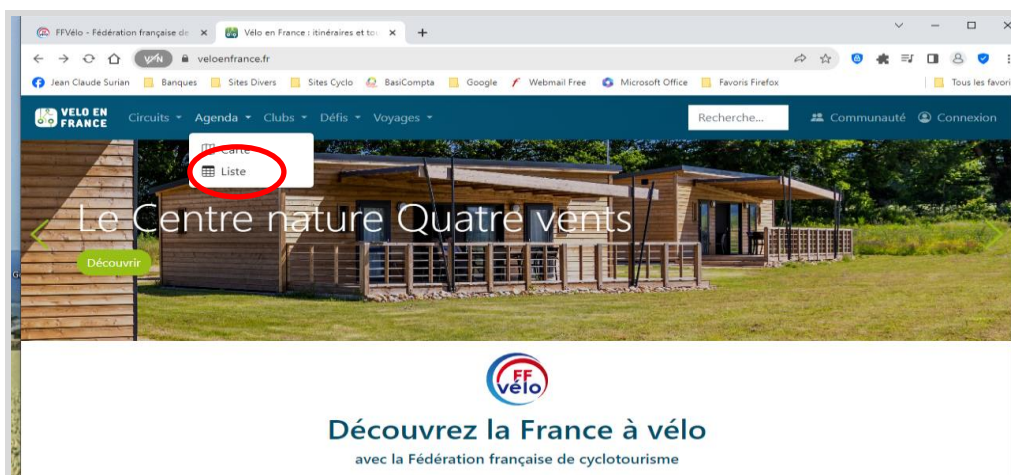 FFVélo - Fédération française de
Vélo en France : itinéraires et to
veloenfrance.fr
Jean Claude Surian Banques Sites Divers Sites Cyclo BasiCompta Google Webmail Free Microsoft Office Favoris Firefox Tous les favori
VELO EN
FRANCE
Circuits Agenda Clubs Défis Voyages Recherche... Communauté Connexion
Carte
Liste
Le Centre nature Quatre vents
Découvrir
FF
vélo
Découvrez la France à vélo
avec la Fédération française de cyclotourisme